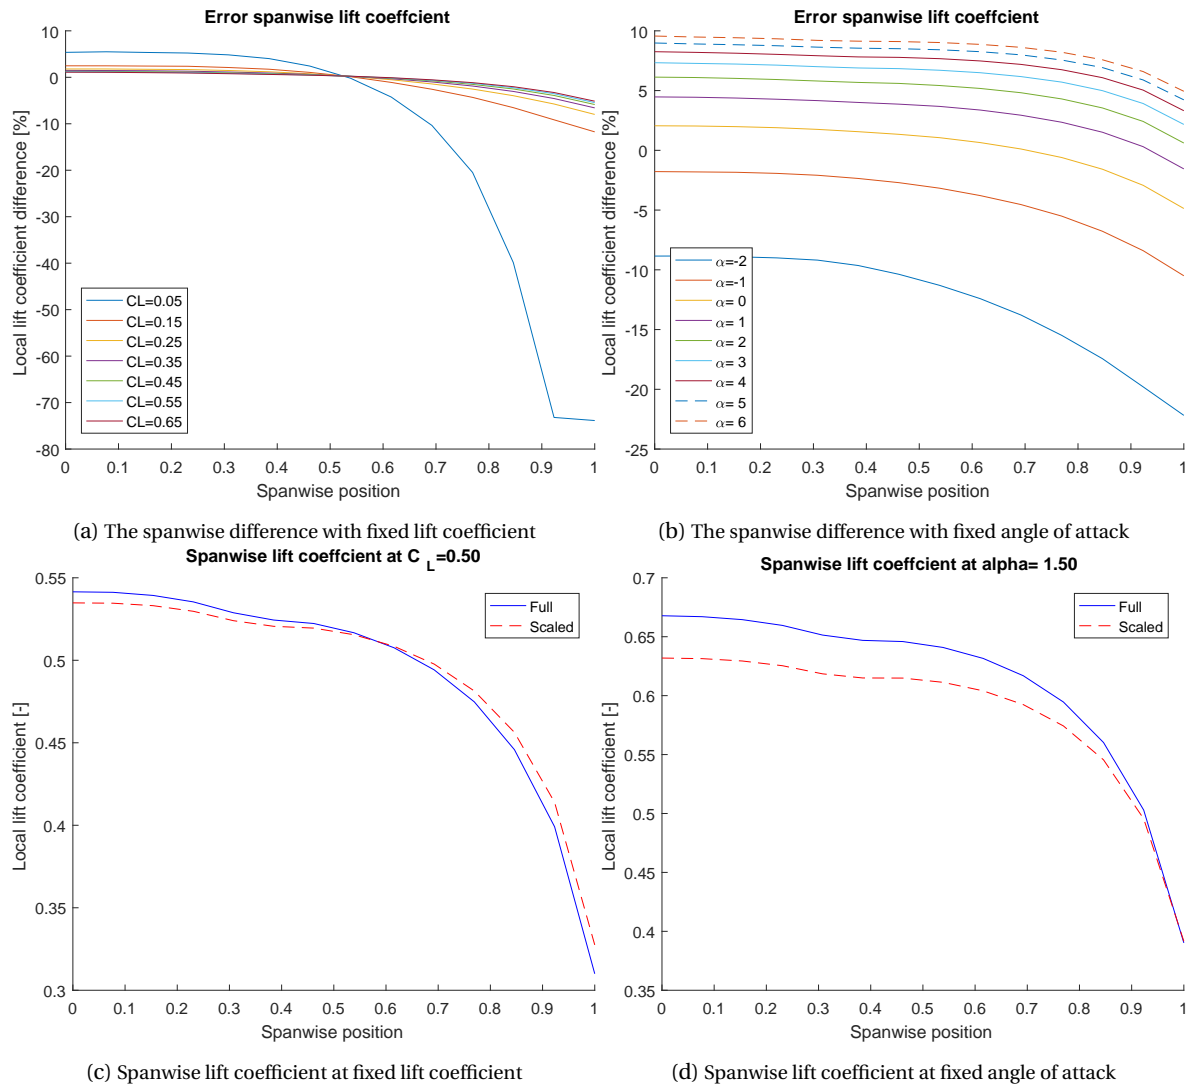 Error spanwise lift coeffcient
Local lift coefficient difference [%]
10
0
-10
-20
-30
-40
-50
-60
-70
-80
CL=0.05
CL=0.15
CL=0.25
CL=0.35
CL=0.45
CL=0.55
CL=0.65
0 0.1 0.2 0.3 0.4 0.5 0.6 0.7 0.8 0.9 1
Spanwise position
(a) The spanwise difference with fixed lift coefficient
Error spanwise lift coeffcient
Local lift coefficient difference [%]
10
5
0
-5
-10
-15
-20
-25
α=-2
α=-1
α= 0
α= 1
α= 2
α= 3
α= 4
α= 5
α= 6
0 0.1 0.2 0.3 0.4 0.5 0.6 0.7 0.8 0.9 1
Spanwise position
(b) The spanwise difference with fixed angle of attack
Spanwise lift coeffcient at C L=0.50
Local lift coefficient [-]
0.55
0.5
0.45
0.4
0.35
0.3
Full
Scaled
0 0.1 0.2 0.3 0.4 0.5 0.6 0.7 0.8 0.9 1
Spanwise position
(c) Spanwise lift coefficient at fixed lift coefficient
Spanwise lift coeffcient at alpha= 1.50
Local lift coefficient [-]
0.7
0.65
0.6
0.55
0.5
0.45
0.4
0.35
Full
Scaled
0 0.1 0.2 0.3 0.4 0.5 0.6 0.7 0.8 0.9 1
Spanwise position
(d) Spanwise lift coefficient at fixed angle of attack